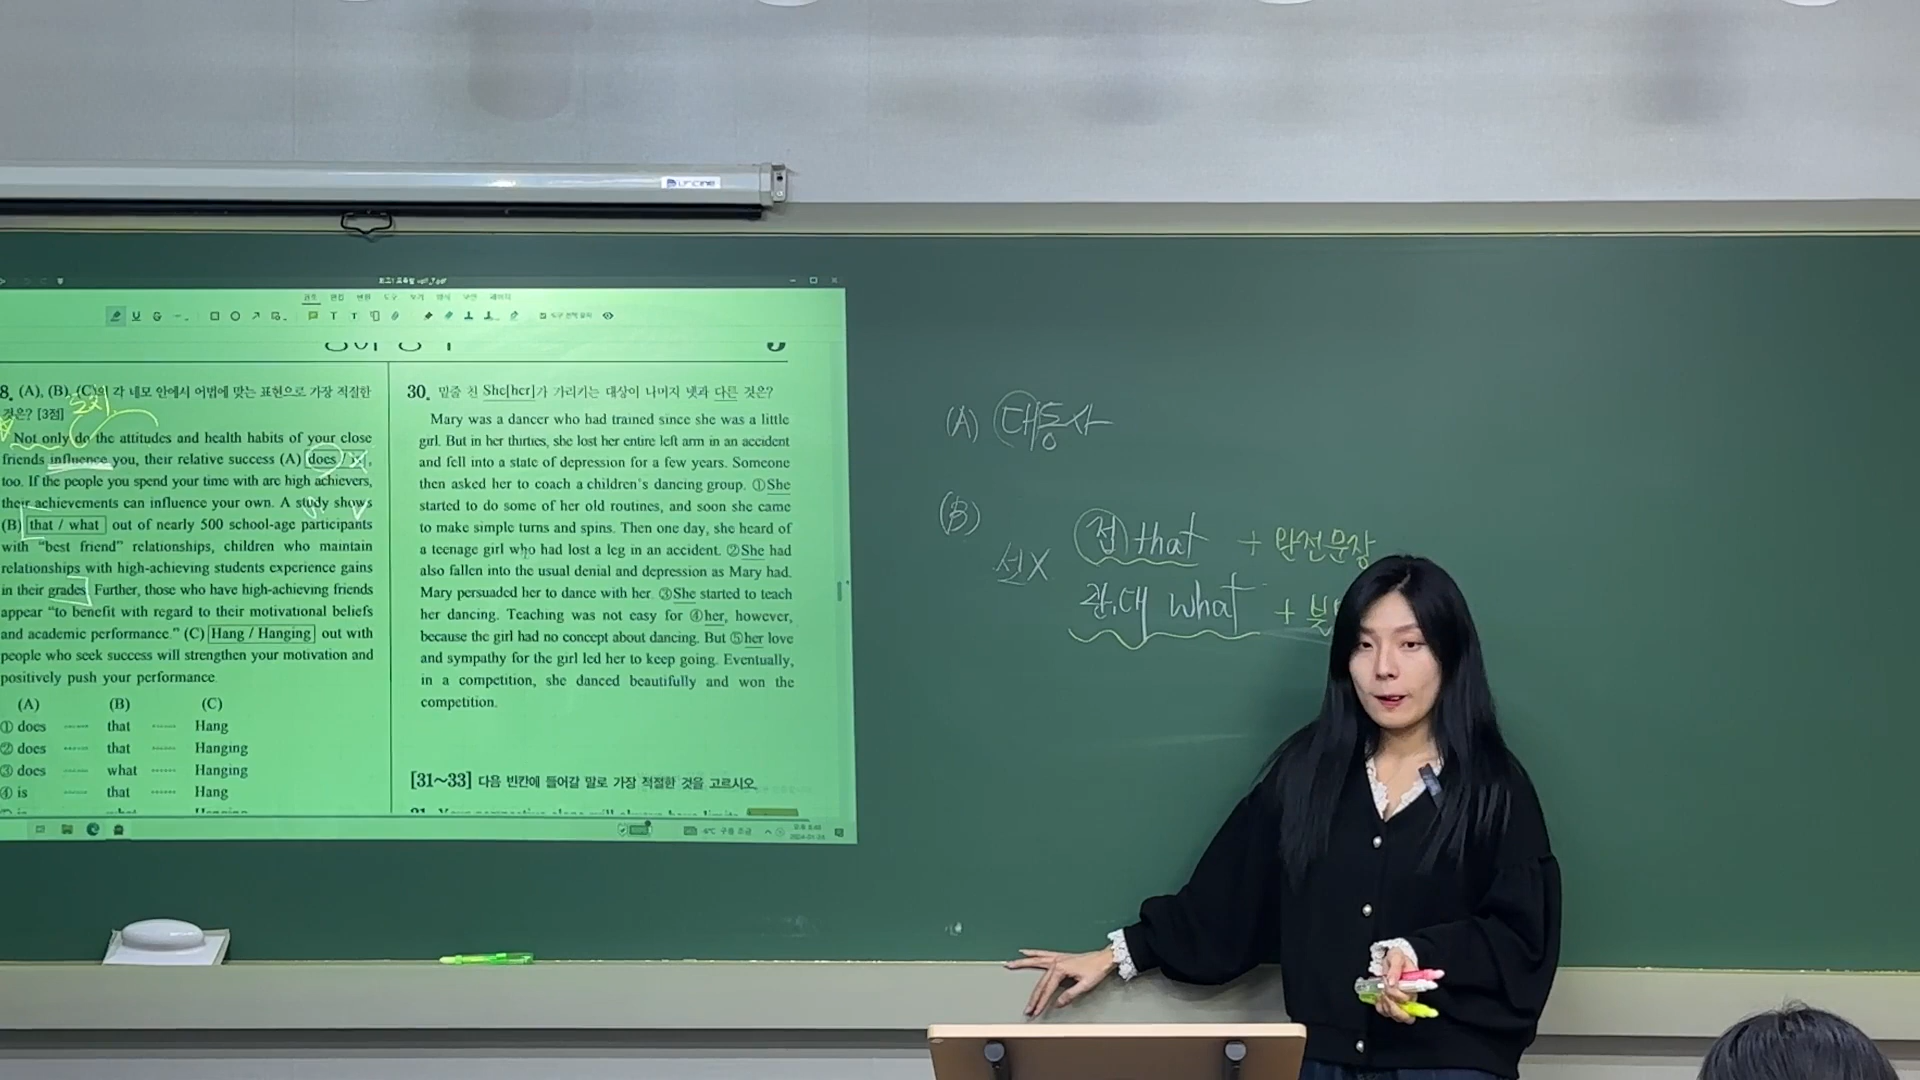 8. (A), (B), (C)의 각 네모 안에서 어법에 맞는 표현으로 가장 적절한
것은? [3점]
Not only do the attitudes and health habits of your close
friends influence you, their relative success (A) does / is,
too. If the people you spend your time with are high achievers,
their achievements can influence your own. A study shows
(B) that / what out of nearly 500 school-age participants
with “best friend” relationships, children who maintain
relationships with high-achieving students experience gains
in their grades. Further, those who have high-achieving friends
appear “to benefit with regard to their motivational beliefs
and academic performance.” (C) Hang / Hanging out with
people who seek success will strengthen your motivation and
positively push your performance.
(A) (B) (C)
① does ······ that ······ Hang
② does ······ that ······ Hanging
③ does ······ what ······ Hanging
④ is ······ that ······ Hang
30. 밑줄 친 She[her]가 가리키는 대상이 나머지 넷과 다른 것은?
Mary was a dancer who had trained since she was a little
girl. But in her thirties, she lost her entire left arm in an accident
and fell into a state of depression for a few years. Someone
then asked her to coach a children's dancing group. ①She
started to do some of her old routines, and soon she came
to make simple turns and spins. Then one day, she heard of
a teenage girl who had lost a leg in an accident. ②She had
also fallen into the usual denial and depression as Mary had.
Mary persuaded her to dance with her. ③She started to teach
her dancing. Teaching was not easy for ④her, however,
because the girl had no concept about dancing. But ⑤her love
and sympathy for the girl led her to keep going. Eventually,
in a competition, she danced beautifully and won the
competition.
[31～33] 다음 빈칸에 들어갈 말로 가장 적절한 것을 고르시오.
(A) 대동사
(B)
선X 접 that + 완전문장
관.대 what +